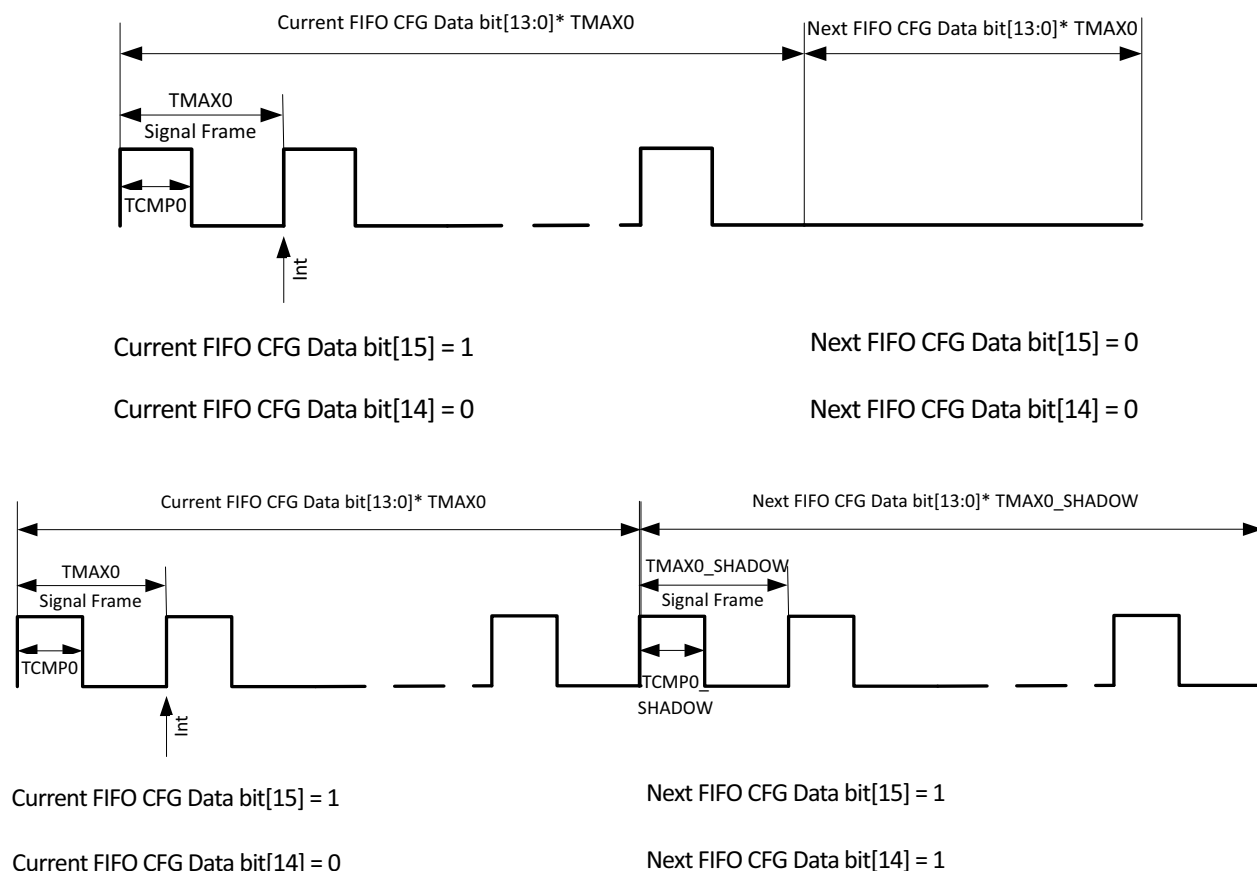 Current FIFO CFG Data bit[13:0]* TMAX0
Next FIFO CFG Data bit[13:0]* TMAX0
TMAX0
Signal Frame
TCMP0
Int
Current FIFO CFG Data bit[15] = 1
Next FIFO CFG Data bit[15] = 0
Current FIFO CFG Data bit[14] = 0
Next FIFO CFG Data bit[14] = 0
Current FIFO CFG Data bit[13:0]* TMAX0
Next FIFO CFG Data bit[13:0]* TMAX0_SHADOW
TMAX0
Signal Frame
TMAX0_SHADOW
Signal Frame
TCMP0
TCMP0_
SHADOW
Int
Current FIFO CFG Data bit[15] = 1
Next FIFO CFG Data bit[15] = 1
Current FIFO CFG Data bit[14] = 0
Next FIFO CFG Data bit[14] = 1